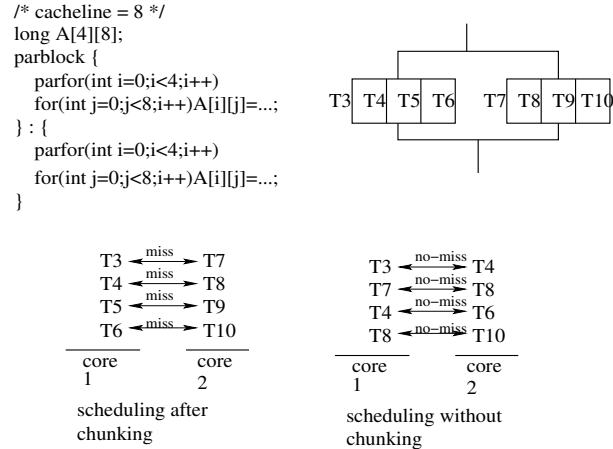 /* cacheline = 8 */
long A[4][8];
parblock {
parfor(int i=0;i<4;i++)
for(int j=0;j<8;j++)A[i][j]=...;
} : {
parfor(int i=0;i<4;i++)
for(int j=0;j<8;j++)A[i][j]=...;
}
T3 T4 T5 T6 T7 T8 T9 T10
T3 miss T7
T4 miss T8
T5 miss T9
T6 miss T10
core 1
core 2
scheduling after
chunking
T3 no-miss T4
T7 no-miss T8
T4 no-miss T6
T8 no-miss T10
core 1
core 2
scheduling without
chunking